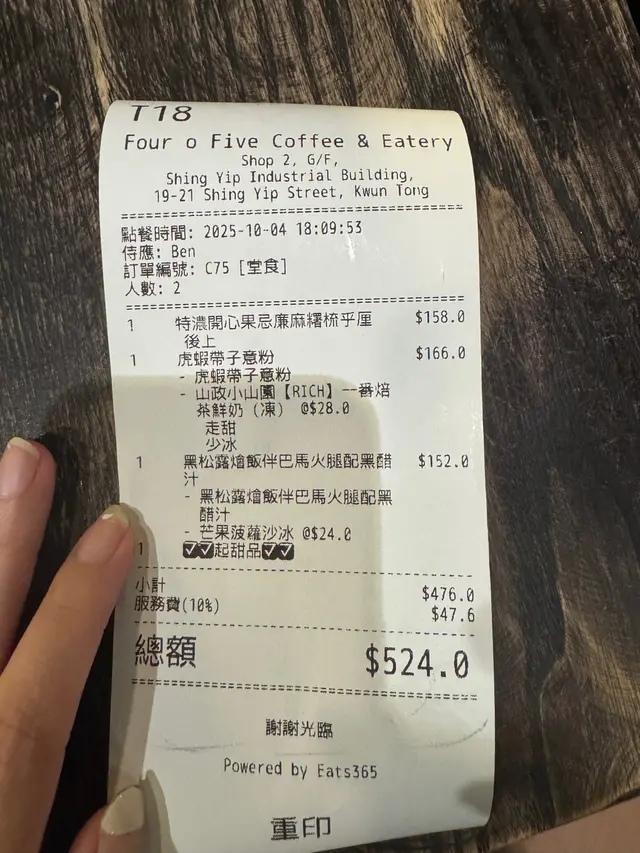 T18
Four o Five Coffee & Eatery
Shop 2, G/F,
Shing Yip Industrial Building,
19-21 Shing Yip Street, Kwun Tong
點餐時間: 2025-10-04 18:09:53
侍應: Ben
訂單編號: C75 [堂食]
人數: 2
1 特濃開心果忌廉麻糬梳乎厘 $158.0
後上
1 虎蝦帶子意粉 $166.0
- 虎蝦帶子意粉
- 山政小山園【RICH】一番焙
茶鮮奶 (凍) @$28.0
走甜
少冰
1 黑松露燴飯伴巴馬火腿配黑醋 $152.0
汁
- 黑松露燴飯伴巴馬火腿配黑
醋汁
- 芒果菠蘿沙冰 @$24.0
1 ☑☑起甜品☑☑
小計 $476.0
服務費(10%) $47.6
總額 $524.0
謝謝光臨
Powered by Eats365
重印